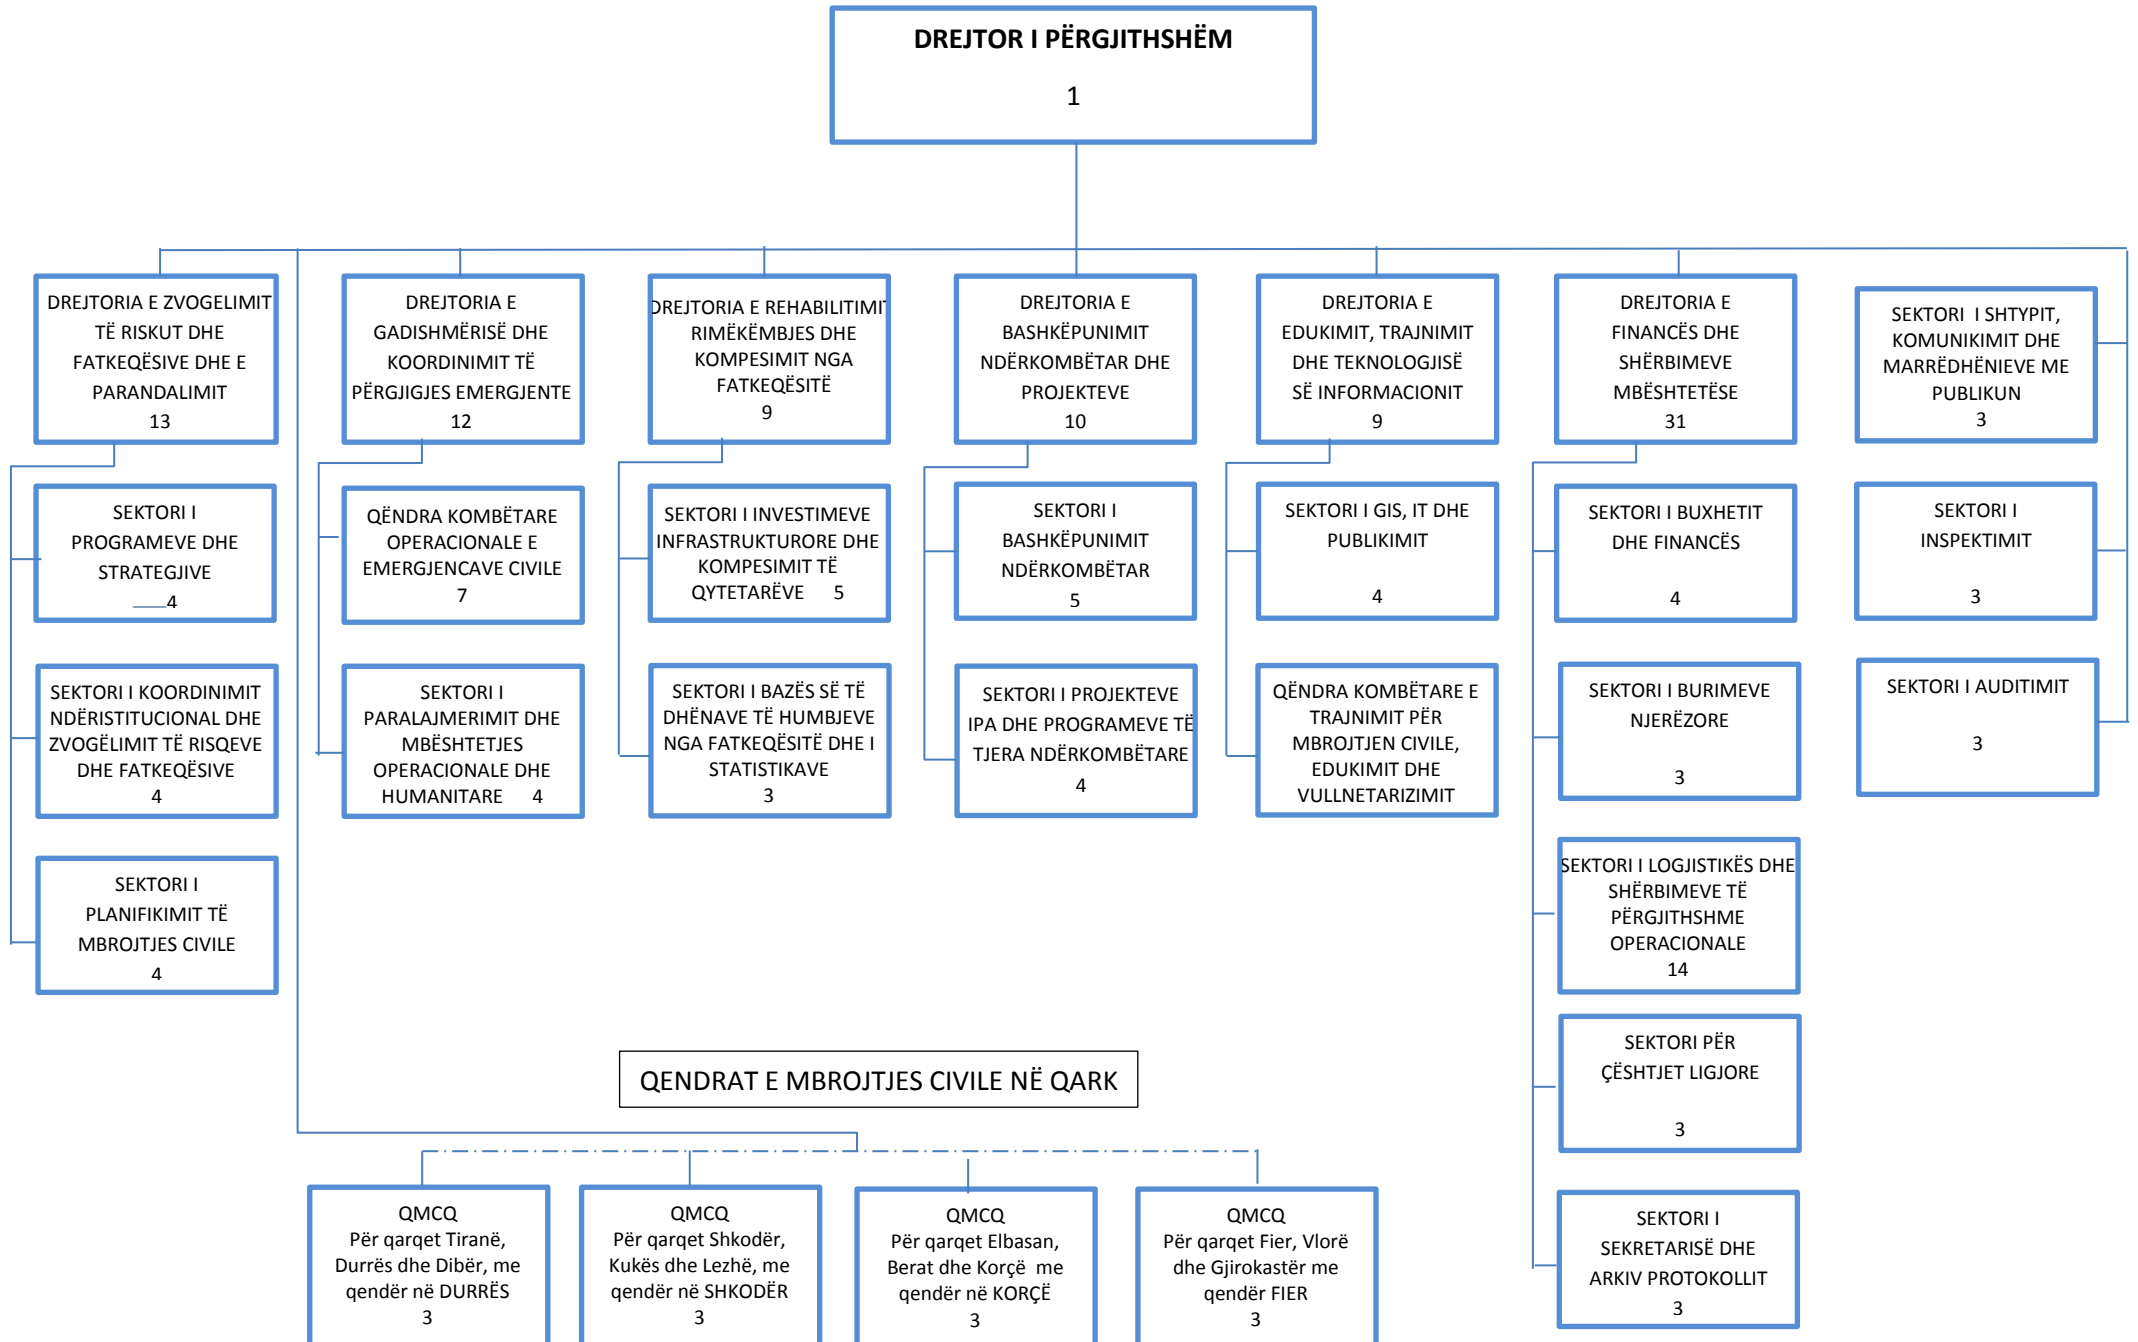 DREJTOR I PËRGJITHSHËM
1
DREJTORIA E ZVOGELIMIT
TË RISKUT DHE
FATKEQËSIVE DHE E
PARANDALIMIT
13
DREJTORIA E
GADISHMËRISË DHE
KOORDINIMIT TË
PËRGJIGJES EMERGJENTE
12
DREJTORIA E REHABILITIMIT
RIMËKËMBJES DHE
KOMPESIMIT NGA
FATKEQËSITË
9
DREJTORIA E
BASHKËPUNIMIT
NDËRKOMBËTAR DHE
PROJEKTEVE
10
DREJTORIA E
EDUKIMIT, TRAJNIMIT
DHE TEKNOLOGJISË
SË INFORMACIONIT
9
DREJTORIA E
FINANCËS DHE
SHËRBIMEVE
MBËSHTETËSE
31
SEKTORI I SHTYPIT,
KOMUNIKIMIT DHE
MARRËDHËNIEVE ME
PUBLIKUN
3
SEKTORI I
PROGRAMEVE DHE
STRATEGJIVE
____4
QËNDRA KOMBËTARE
OPERACIONALE E
EMERGJENCAVE CIVILE
7
SEKTORI I INVESTIMEVE
INFRASTRUKTURORE DHE
KOMPESIMIT TË
QYTETARËVE 5
SEKTORI I
BASHKËPUNIMIT
NDËRKOMBËTAR
5
SEKTORI I GIS, IT DHE
PUBLIKIMIT
4
SEKTORI I BUXHETIT
DHE FINANCËS
4
SEKTORI I
INSPEKTIMIT
3
SEKTORI I KOORDINIMIT
NDËRISTITUCIONAL DHE
ZVOGËLIMIT TË RISQEVE
DHE FATKEQËSIVE
4
SEKTORI I
PARALAJMERIMIT DHE
MBËSHTETJES
OPERACIONALE DHE
HUMANITARE 4
SEKTORI I BAZËS SË TË
DHËNAVE TË HUMBJEVE
NGA FATKEQËSITË DHE I
STATISTIKAVE
3
SEKTORI I PROJEKTEVE
IPA DHE PROGRAMEVE TË
TJERA NDËRKOMBËTARE
4
QËNDRA KOMBËTARE E
TRAJNIMIT PËR
MBROJTJEN CIVILE,
EDUKIMIT DHE
VULLNETARIZIMIT
SEKTORI I BURIMEVE
NJERËZORE
3
SEKTORI I AUDITIMIT
3
SEKTORI I
PLANIFIKIMIT TË
MBROJTJES CIVILE
4
SEKTORI I LOGJISTIKËS DHE
SHËRBIMEVE TË
PËRGJITHSHME
OPERACIONALE
14
SEKTORI PËR
ÇËSHTJET LIGJORE
3
SEKTORI I
SEKRETARISË DHE
ARKIV PROTOKOLLIT
3
QENDRAT E MBROJTJES CIVILE NË QARK
QMCQ
Për qarqet Tiranë,
Durrës dhe Dibër, me
qendër në DURRËS
3
QMCQ
Për qarqet Shkodër,
Kukës dhe Lezhë, me
qendër në SHKODËR
3
QMCQ
Për qarqet Elbasan,
Berat dhe Korçë me
qendër në KORÇË
3
QMCQ
Për qarqet Fier, Vlorë
dhe Gjirokastër me
qendër FIER
3